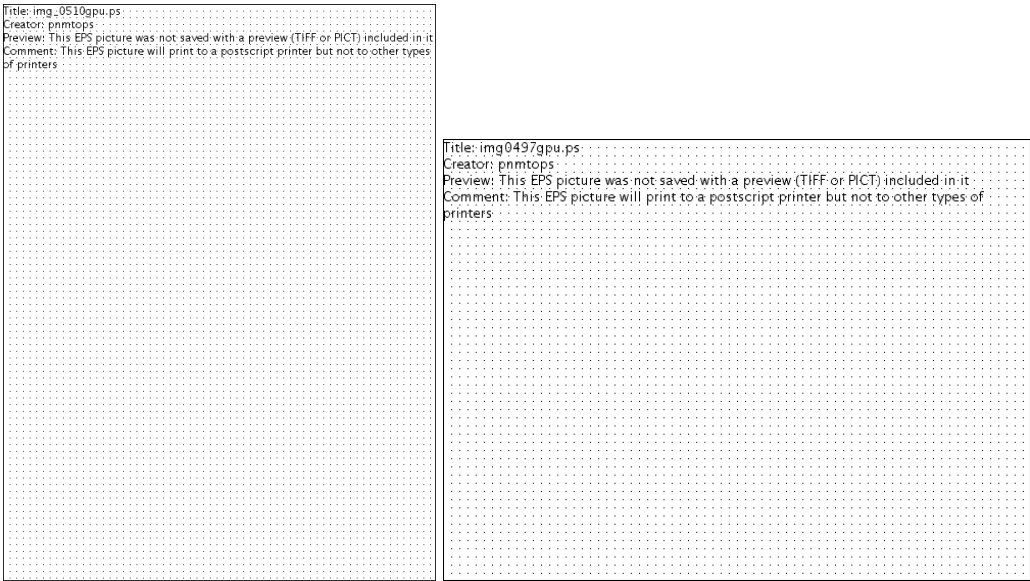 Title: img_0510gpu.ps
Creator: pnmtops
Preview: This EPS picture was not saved with a preview (TIFF or PICT) included in it
Comment: This EPS picture will print to a postscript printer but not to other types
of printers
Title: img0497gpu.ps
Creator: pnmtops
Preview: This EPS picture was not saved with a preview (TIFF or PICT) included in it
Comment: This EPS picture will print to a postscript printer but not to other types of
printers